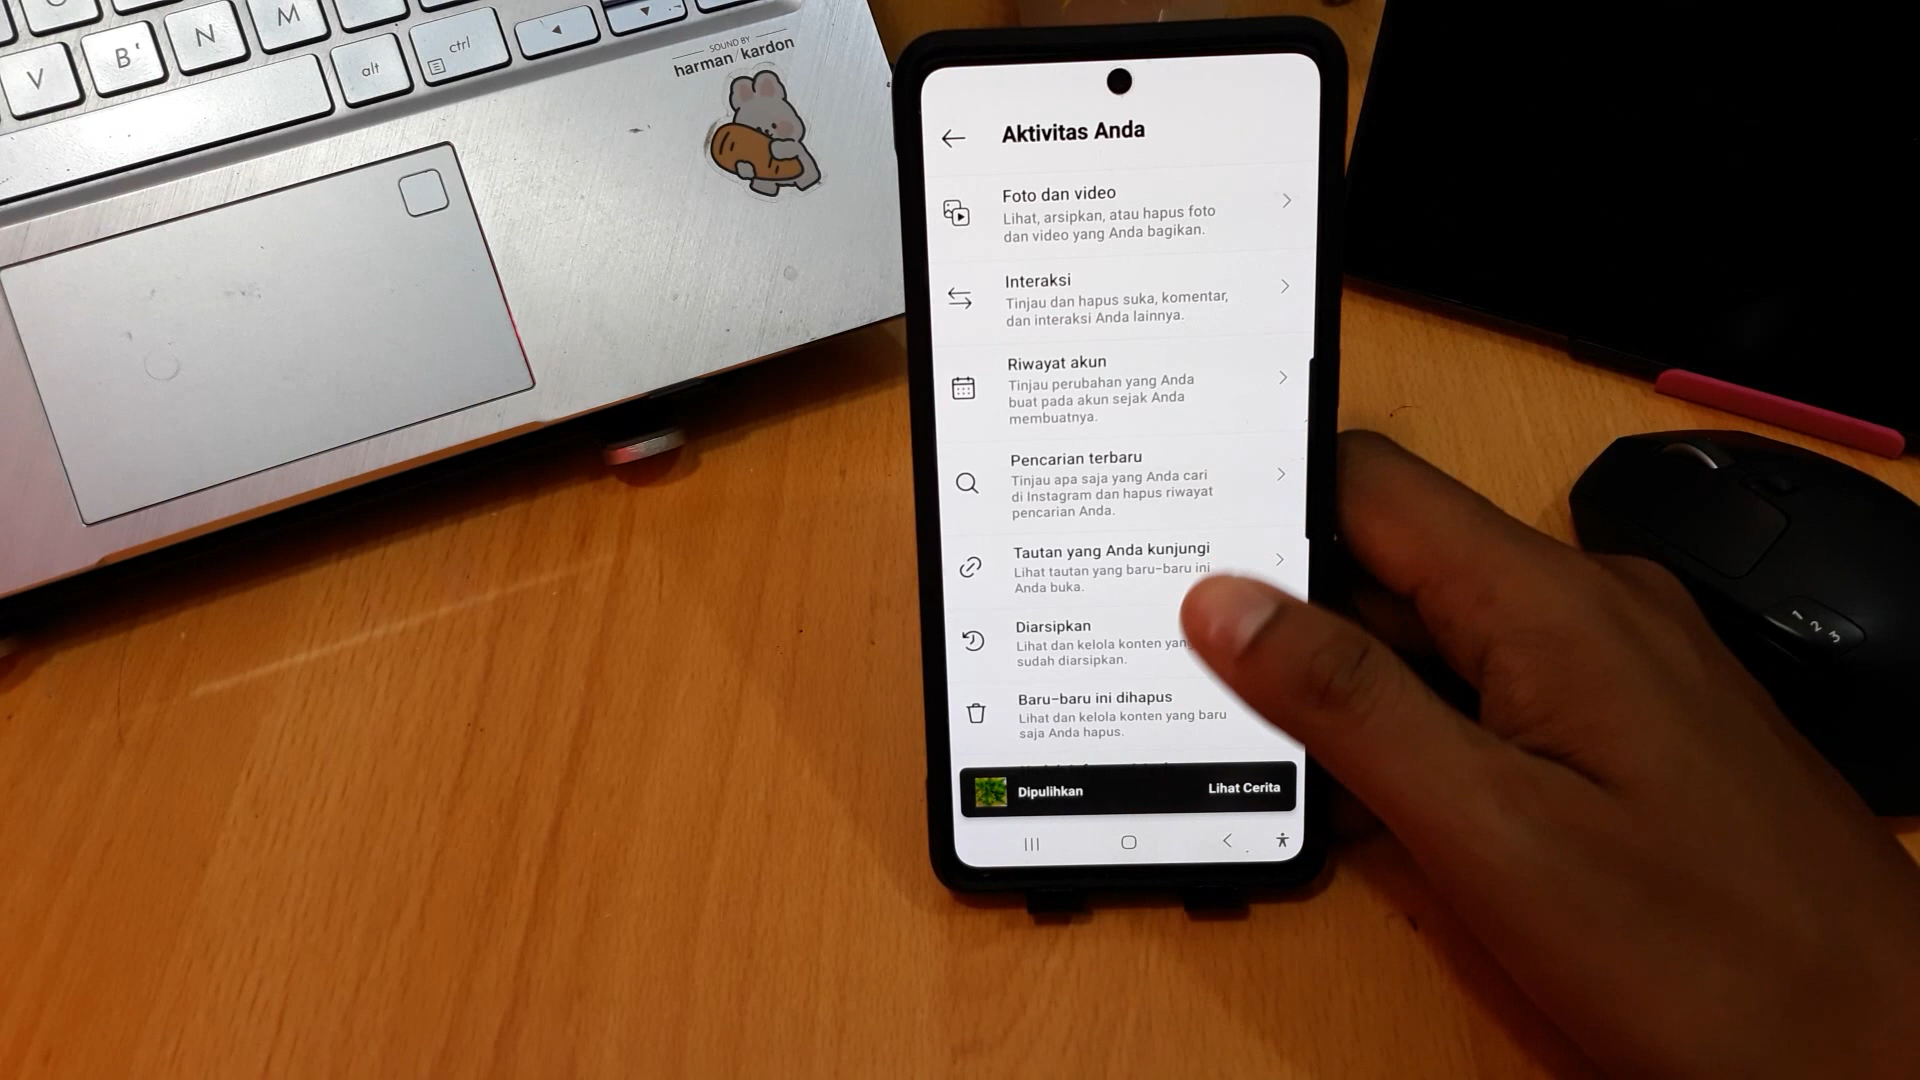 M
N
B
V
alt
ctrl
SOUND BY
harman/kardon
Aktivitas Anda
Foto dan video
Lihat, arsipkan, atau hapus foto
dan video yang Anda bagikan.
Interaksi
Tinjau dan hapus suka, komentar,
dan interaksi Anda lainnya.
Riwayat akun
Tinjau perubahan yang Anda
buat pada akun sejak Anda
membuatnya.
Pencarian terbaru
Tinjau apa saja yang Anda cari
di Instagram dan hapus riwayat
pencarian Anda.
Tautan yang Anda kunjungi
Lihat tautan yang baru-baru ini
Anda buka.
Diarsipkan
Lihat dan kelola konten
sudah diarsipkan.
Baru-baru ini dihapus
Lihat dan kelola konten yang baru
saja Anda hapus.
Dipulihkan
Lihat Cerita
1 2 3